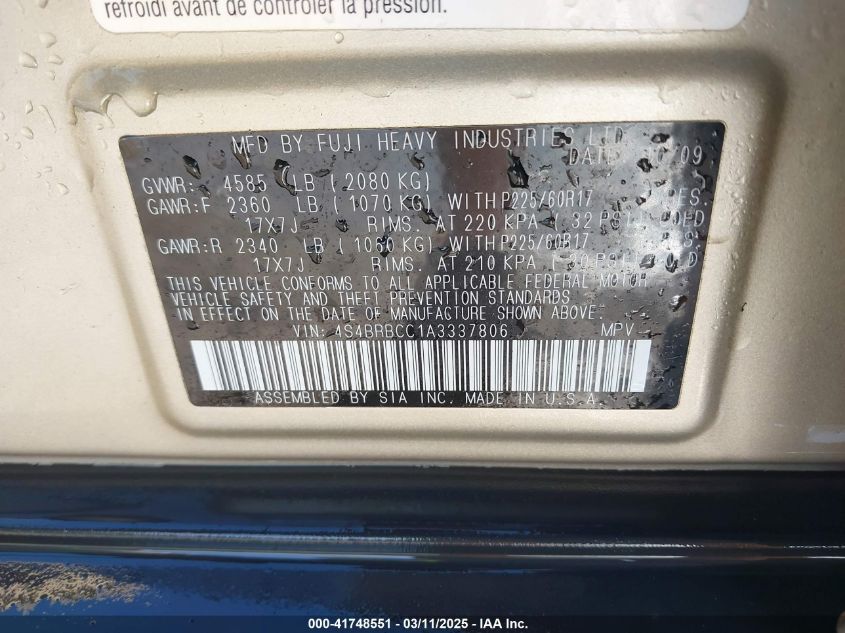 refroidi avant de contrôler la pression.
MFD BY FUJI HEAVY INDUSTRIES LTD
DATE /09
GVWR: 4585 LB ( 2080 KG)
GAWR:F 2360 LB ( 1070 KG) WITH P225/60R17
17X7J RIMS. AT 220 KPA 32 PSI
GAWR:R 2340 LB ( 1060 KG) WITH P225/60R17
17X7J RIMS. AT 210 KPA ( 30 PSI
THIS VEHICLE CONFORMS TO ALL APPLICABLE FEDERAL MOTOR
VEHICLE SAFETY AND THEFT PREVENTION STANDARDS
IN EFFECT ON THE DATE OF MANUFACTURE SHOWN ABOVE.
VIN: 4S4BRBCC1A3337806 MPV
ASSEMBLED BY SIA INC. MADE IN U.S.A.
000-41748551 - 03/11/2025 - IAA Inc.